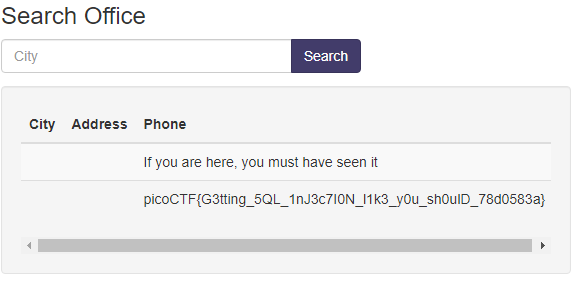 Search Office
City
Search
City Address Phone
If you are here, you must have seen it
picoCTF{G3tting_5QL_1nJ3c7I0N_l1k3_y0u_sh0ulD_78d0583a}